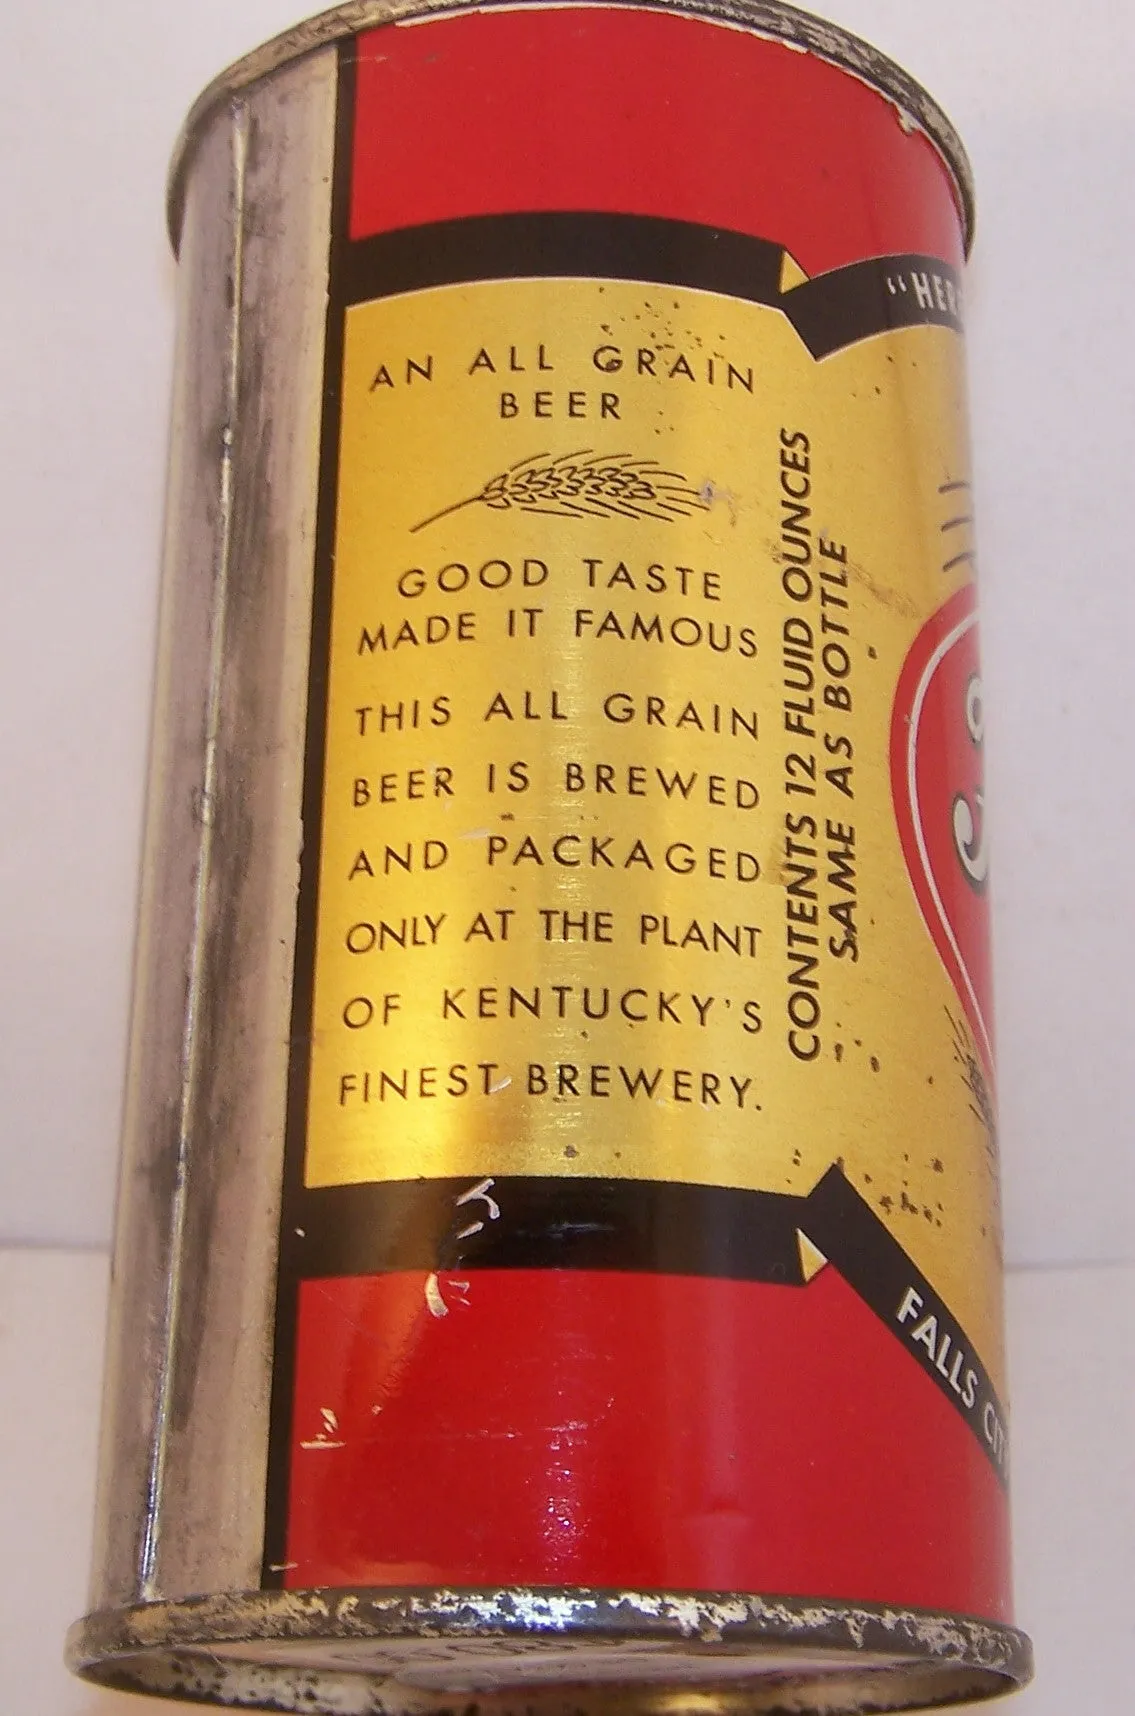 AN ALL GRAIN
BEER
GOOD TASTE
MADE IT FAMOUS
THIS ALL GRAIN
BEER IS BREWED
AND PACKAGED
ONLY AT THE PLANT
OF KENTUCKY'S
FINEST BREWERY.
CONTENTS 12 FLUID OUNCES
SAME AS BOTTLE
FALLS